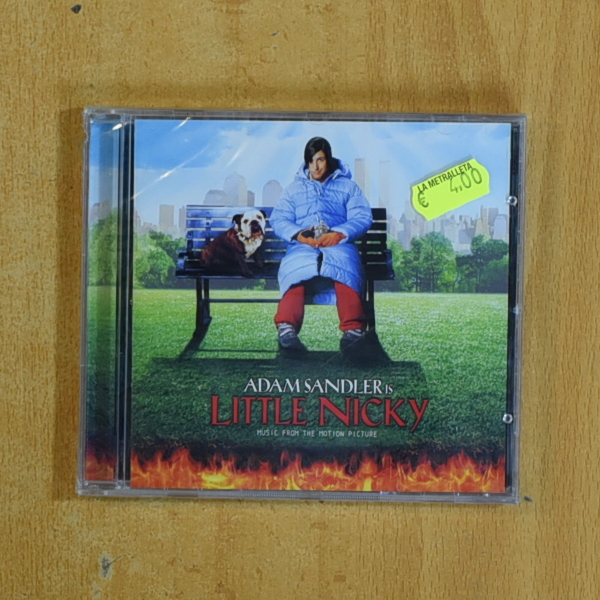 LA METRALLETA
€ 4.00
ADAM SANDLER IS
LITTLE NICKY
MUSIC FROM THE MOTION PICTURE